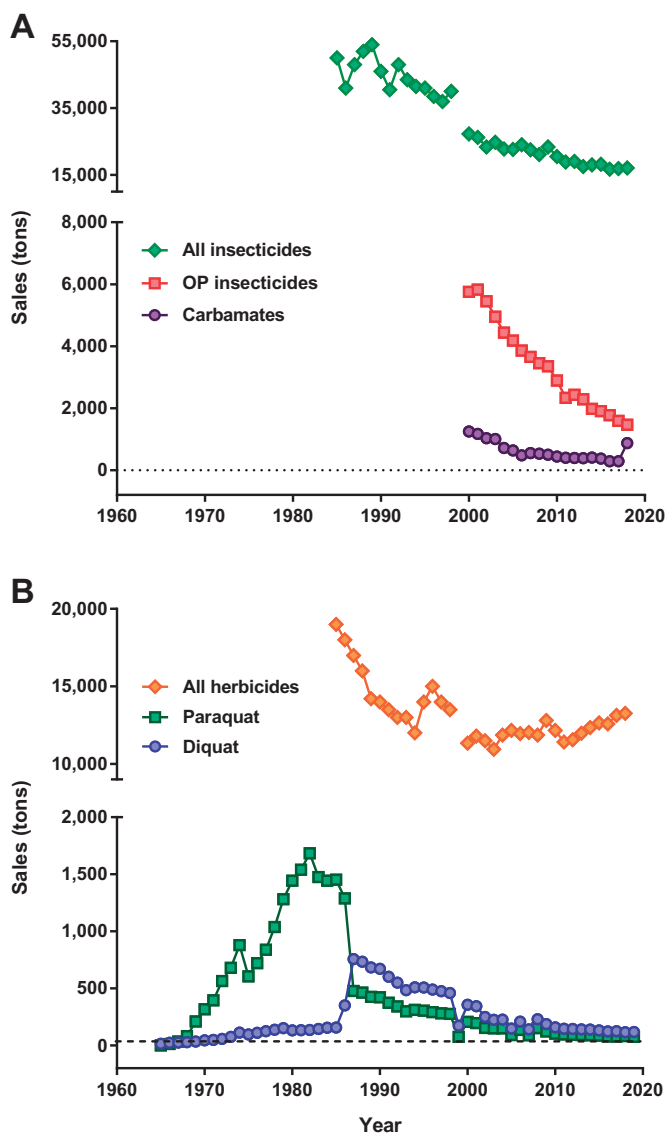 A
55,000
35,000
15,000
8,000
6,000
4,000
2,000
0
Sales (tons)
All insecticides
OP insecticides
Carbamates
1960 1970 1980 1990 2000 2010 2020
B
20,000
15,000
10,000
2,000
1,500
1,000
500
0
Sales (tons)
All herbicides
Paraquat
Diquat
1960 1970 1980 1990 2000 2010 2020
Year